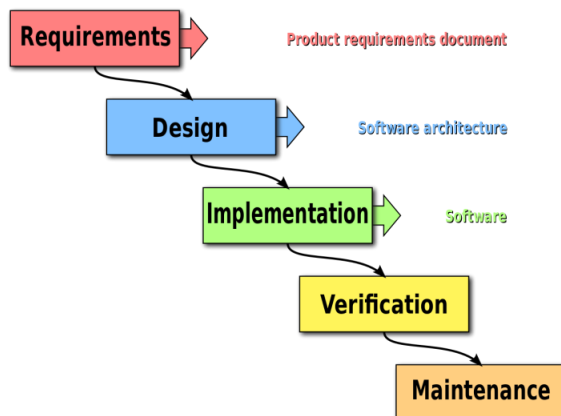 Requirements
Product requirements document
Design
Software architecture
Implementation
Software
Verification
Maintenance